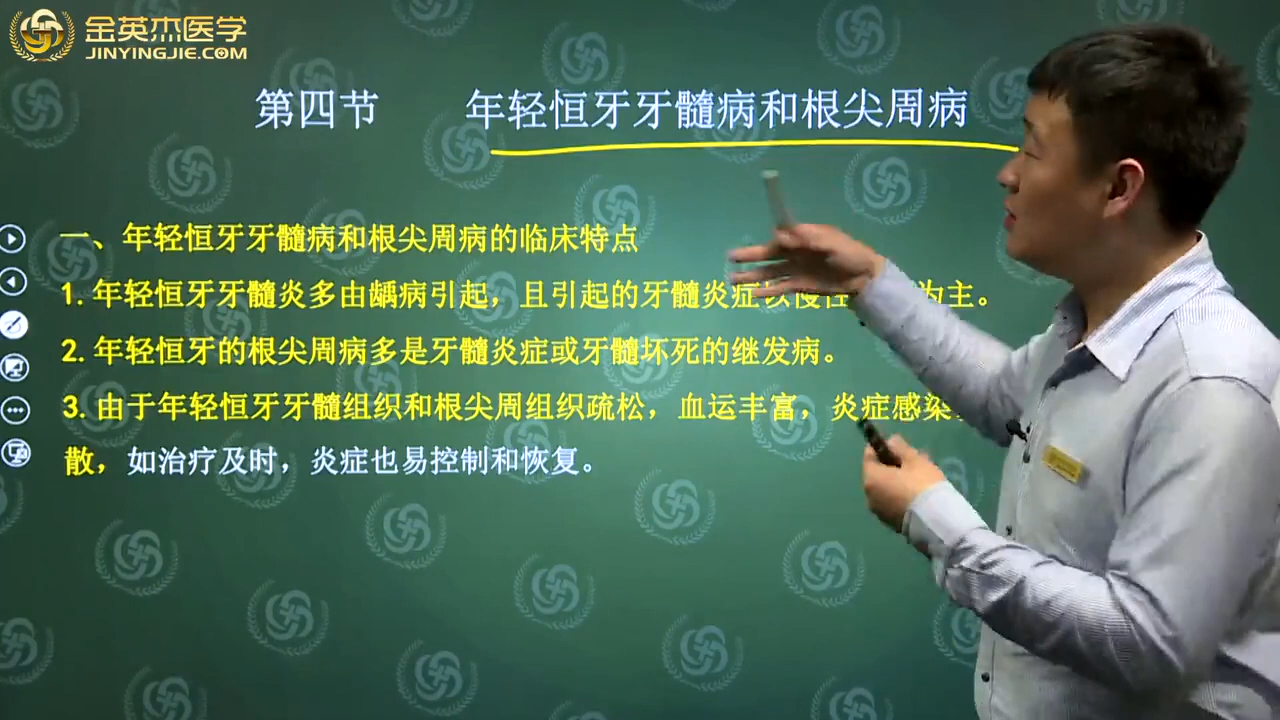 金英杰医学
JINYINGJIE.COM
第四节 年轻恒牙牙髓病和根尖周病
一、年轻恒牙牙髓病和根尖周病的临床特点
1. 年轻恒牙牙髓炎多由龋病引起，且引起的牙髓炎症以慢性 为主。
2. 年轻恒牙的根尖周病多是牙髓炎症或牙髓坏死的继发病。
3. 由于年轻恒牙牙髓组织和根尖周组织疏松，血运丰富，炎症感染
散，如治疗及时，炎症也易控制和恢复。